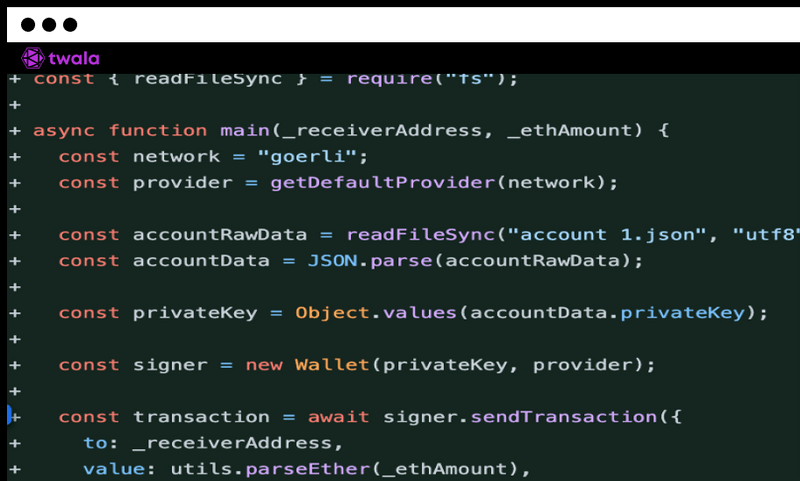 twala
+ const { readFileSync } = require("fs");
+
+ async function main(_receiverAddress, _ethAmount) {
+   const network = "goerli";
+   const provider = getDefaultProvider(network);
+
+   const accountRawData = readFileSync("account 1.json", "utf8"
+   const accountData = JSON.parse(accountRawData);
+
+   const privateKey = Object.values(accountData.privateKey);
+
+   const signer = new Wallet(privateKey, provider);
+
+   const transaction = await signer.sendTransaction({
+     to: _receiverAddress,
+     value: utils.parseEther(_ethAmount),